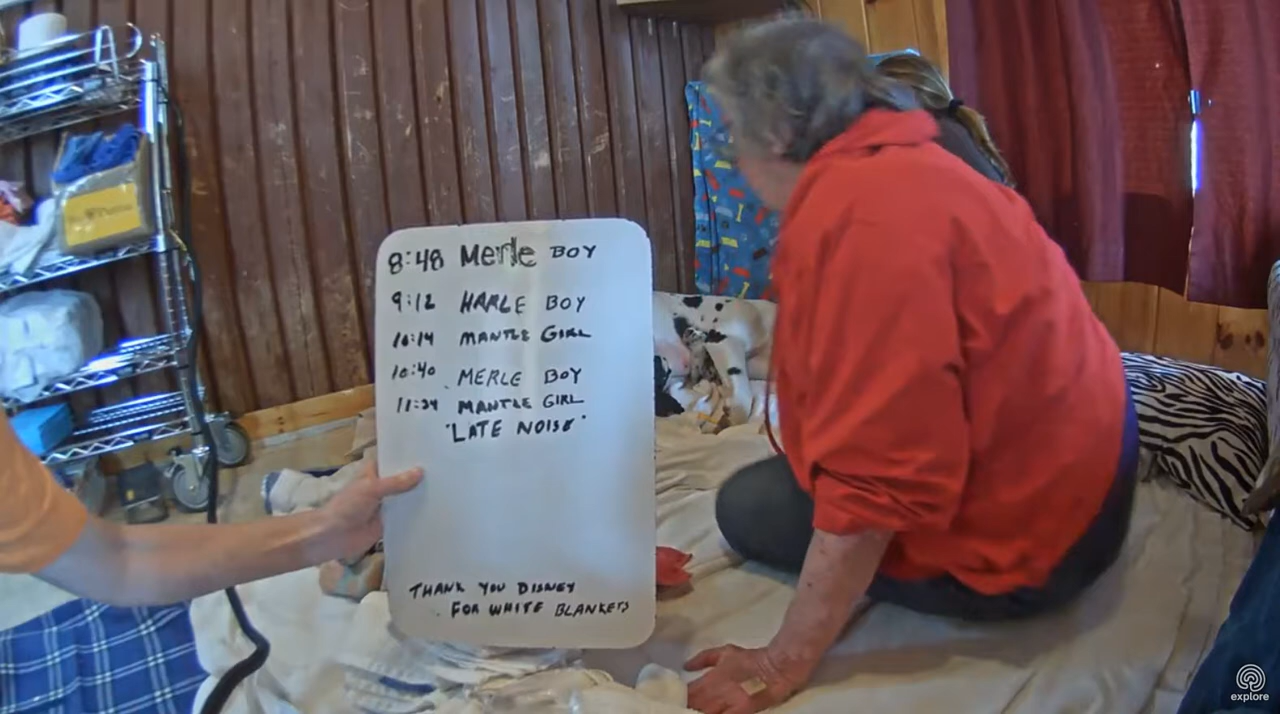 8:48 Merle BOY
9:12 HARLE BOY
10:14 MANTLE GIRL
10:40 MERLE BOY
11:34 MANTLE GIRL
"LATE NOISE"
THANK YOU DISNEY
FOR WHITE BLANKETS
explore